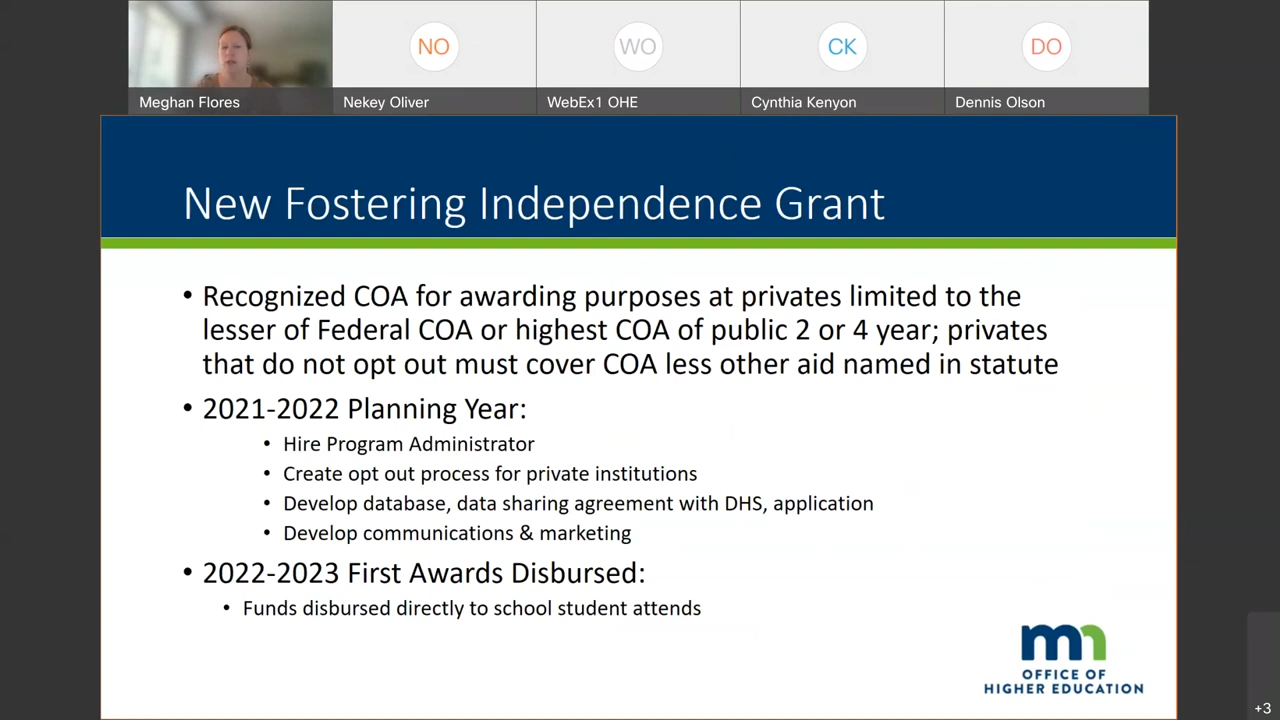 NO
WO
CK
DO
Meghan Flores
Nekey Oliver
WebEx1 OHE
Cynthia Kenyon
Dennis Olson
New Fostering Independence Grant
• Recognized COA for awarding purposes at privates limited to the
lesser of Federal COA or highest COA of public 2 or 4 year; privates
that do not opt out must cover COA less other aid named in statute
• 2021-2022 Planning Year:
• Hire Program Administrator
• Create opt out process for private institutions
• Develop database, data sharing agreement with DHS, application
• Develop communications & marketing
• 2022-2023 First Awards Disbursed:
• Funds disbursed directly to school student attends
mn
OFFICE OF
HIGHER EDUCATION
+3